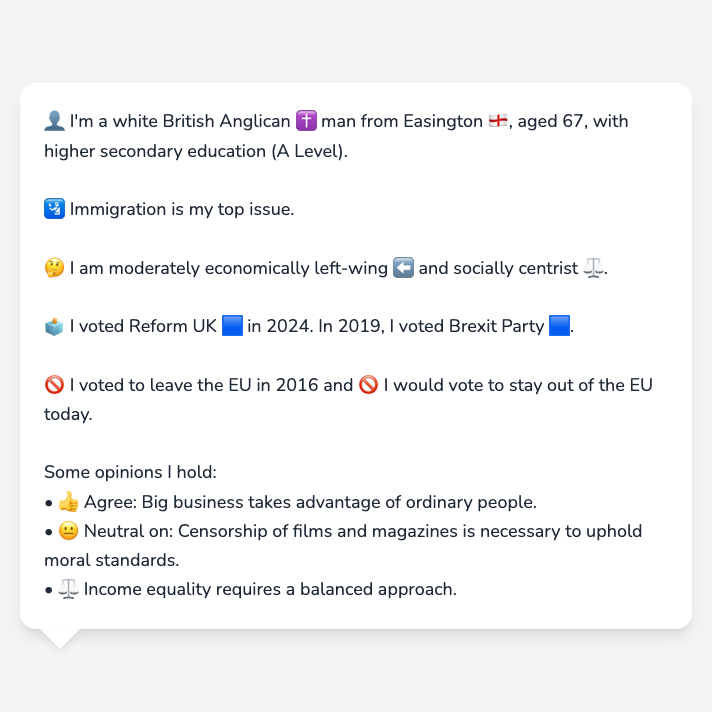 👤 I'm a white British Anglican ✝️ man from Easington 🏴󠁧󠁢󠁥󠁮󠁧󠁿, aged 67, with
higher secondary education (A Level).
🛂 Immigration is my top issue.
🤔 I am moderately economically left-wing ⬅️ and socially centrist ⚖️.
🗳️ I voted Reform UK 🟦 in 2024. In 2019, I voted Brexit Party 🟦.
🚫 I voted to leave the EU in 2016 and 🚫 I would vote to stay out of the EU
today.
Some opinions I hold:
• 👍 Agree: Big business takes advantage of ordinary people.
• 😐 Neutral on: Censorship of films and magazines is necessary to uphold
moral standards.
• ⚖️ Income equality requires a balanced approach.